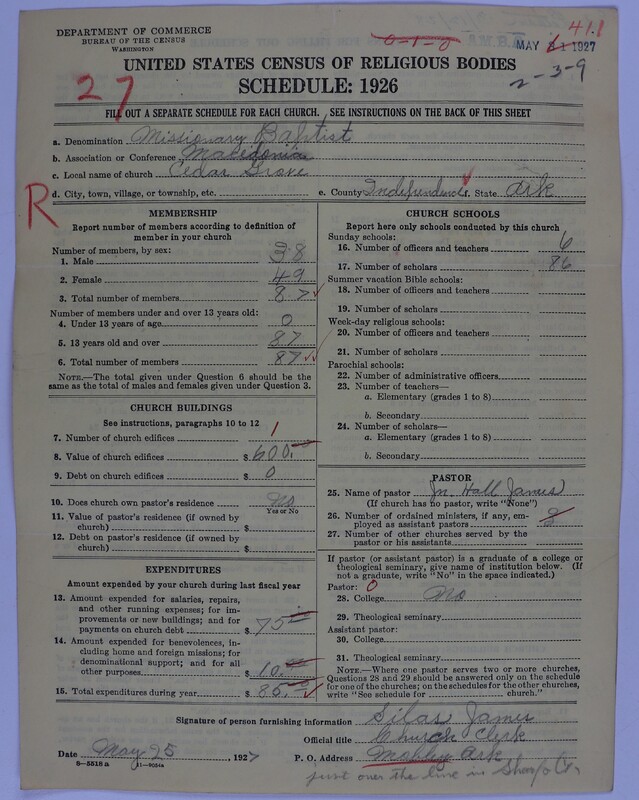 DEPARTMENT OF COMMERCE
BUREAU OF THE CENSUS
WASHINGTON
0-1-0
41.1
MAY 31 1927
2-3-9
27
UNITED STATES CENSUS OF RELIGIOUS BODIES
SCHEDULE: 1926
FILL OUT A SEPARATE SCHEDULE FOR EACH CHURCH. SEE INSTRUCTIONS ON THE BACK OF THIS SHEET
a. Denomination Missionary Baptist
b. Association or Conference Macedonia
c. Local name of church Cedar Grove
d. City, town, village, or township, etc. e. County Independence f. State Ark
R
MEMBERSHIP
Report number of members according to definition of member in your church
Number of members, by sex:
1. Male 38
2. Female 49
3. Total number of members 87
Number of members under and over 13 years old:
4. Under 13 years of age 0
5. 13 years old and over 87
6. Total number of members 87
NOTE.—The total given under Question 6 should be the same as the total of males and females given under Question 3.
CHURCH BUILDINGS
See instructions, paragraphs 10 to 12
7. Number of church edifices 1
8. Value of church edifices $ 600.
9. Debt on church edifices $ 0
10. Does church own pastor's residence No
Yes or No
11. Value of pastor's residence (if owned by church) $
12. Debt on pastor's residence (if owned by church) $
EXPENDITURES
Amount expended by your church during last fiscal year
13. Amount expended for salaries, repairs, and other running expenses; for improvements or new buildings; and for payments on church debt $ 75
14. Amount expended for benevolences, including home and foreign missions; for denominational support; and for all other purposes $ 10.
15. Total expenditures during year $ 85.
CHURCH SCHOOLS
Report here only schools conducted by this church
Sunday schools:
16. Number of officers and teachers 6
17. Number of scholars 86
Summer vacation Bible schools:
18. Number of officers and teachers
19. Number of scholars
Week-day religious schools:
20. Number of officers and teachers
21. Number of scholars
Parochial schools:
22. Number of administrative officers
23. Number of teachers—
a. Elementary (grades 1 to 8)
b. Secondary
24. Number of scholars—
a. Elementary (grades 1 to 8)
b. Secondary
PASTOR
25. Name of pastor Hall James
(If church has no pastor, write "None")
26. Number of ordained ministers, if any, employed as assistant pastors
27. Number of other churches served by the pastor or his assistants
If pastor (or assistant pastor) is a graduate of a college or theological seminary, give name of institution below. (If not a graduate, write "No" in the space indicated.)
Pastor: 0
28. College No
29. Theological seminary
Assistant pastor:
30. College
31. Theological seminary
NOTE.—Where one pastor serves two or more churches, Questions 28 and 29 should be answered only on the schedule for one of the churches; on the schedules for the other churches, write "See schedule for church."
Signature of person furnishing information Silas James
Official title Church Clerk
Date May 25, 1927 P. O. Address Ark
8—5518 a 11—9054a
just over the line in Sharp Co.